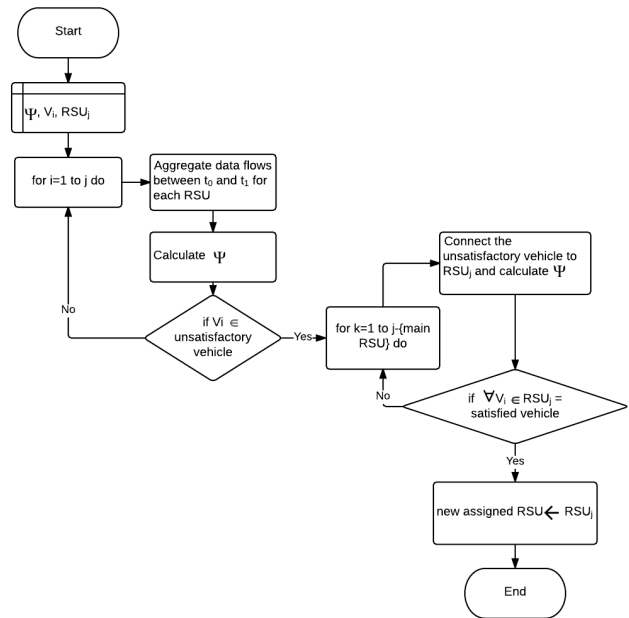 Start
Ψ, Vᵢ, RSUⱼ
for i=1 to j do
Aggregate data flows
between t₀ and t₁ for
each RSU
Calculate Ψ
if Vi ∈
unsatisfactory
vehicle
No
Yes
for k=1 to j-{main
RSU} do
Connect the
unsatisfactory vehicle to
RSUⱼ and calculate Ψ
if ∀Vᵢ ∈ RSUⱼ =
satisfied vehicle
No
Yes
new assigned RSU← RSUⱼ
End